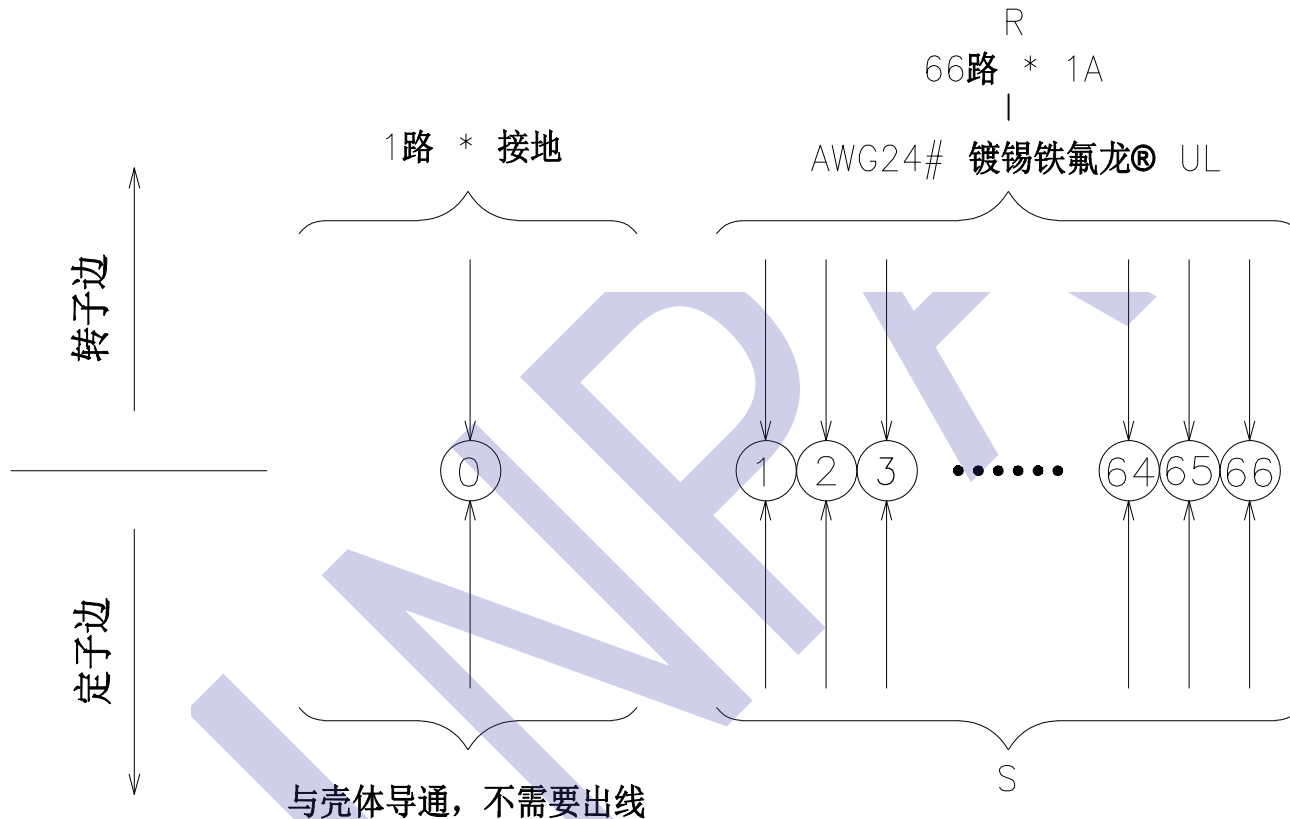 R
66路 * 1A
1路 * 接地
AWG24# 镀锡铁氟龙® UL
转子边
0 1 2 3 ...... 64 65 66
定子边
S
与壳体导通，不需要出线